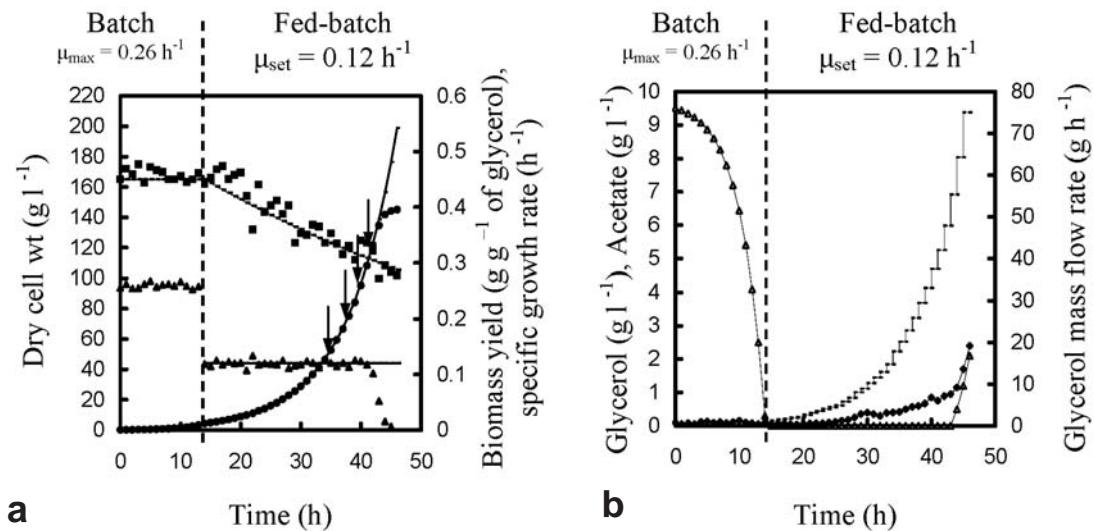 Batch
μmax = 0.26 h-1
Fed-batch
μset = 0.12 h-1
Dry cell wt (g l-1)
220
200
180
160
140
120
100
80
60
40
20
0
0.6
0.5
0.4
0.3
0.2
0.1
0
Biomass yield (g g-1 of glycerol),
specific growth rate (h-1)
0 10 20 30 40 50
Time (h)
a
Batch
μmax = 0.26 h-1
Fed-batch
μset = 0.12 h-1
Glycerol (g l-1), Acetate (g l-1)
10
9
8
7
6
5
4
3
2
1
0
80
70
60
50
40
30
20
10
0
Glycerol mass flow rate (g h-1)
0 10 20 30 40 50
Time (h)
b